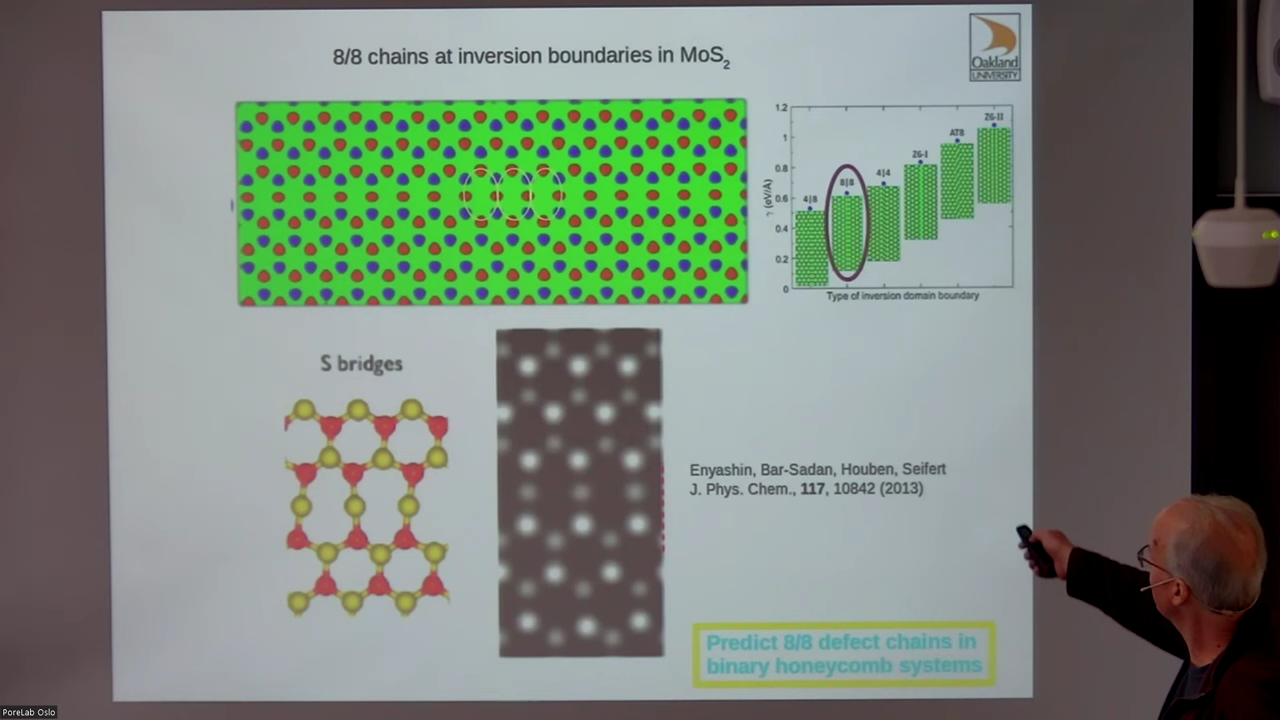 8/8 chains at inversion boundaries in MoS2
Oakland
UNIVERSITY
1.2
1
0.8
0.6
0.4
0.2
0
γ (eV/Å)
4|8
8|8
4|4
Z6-I
AT8
Z6-II
Type of inversion domain boundary
S bridges
Enyashin, Bar-Sadan, Houben, Seifert
J. Phys. Chem., 117, 10842 (2013)
Predict 8/8 defect chains in
binary honeycomb systems
PoreLab Oslo